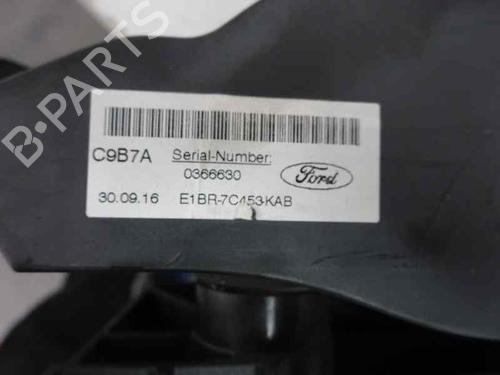 B-PARTS
C9B7A Serial-Number:
0366630
Ford
30.09.16 E1BR-7C453-KAB